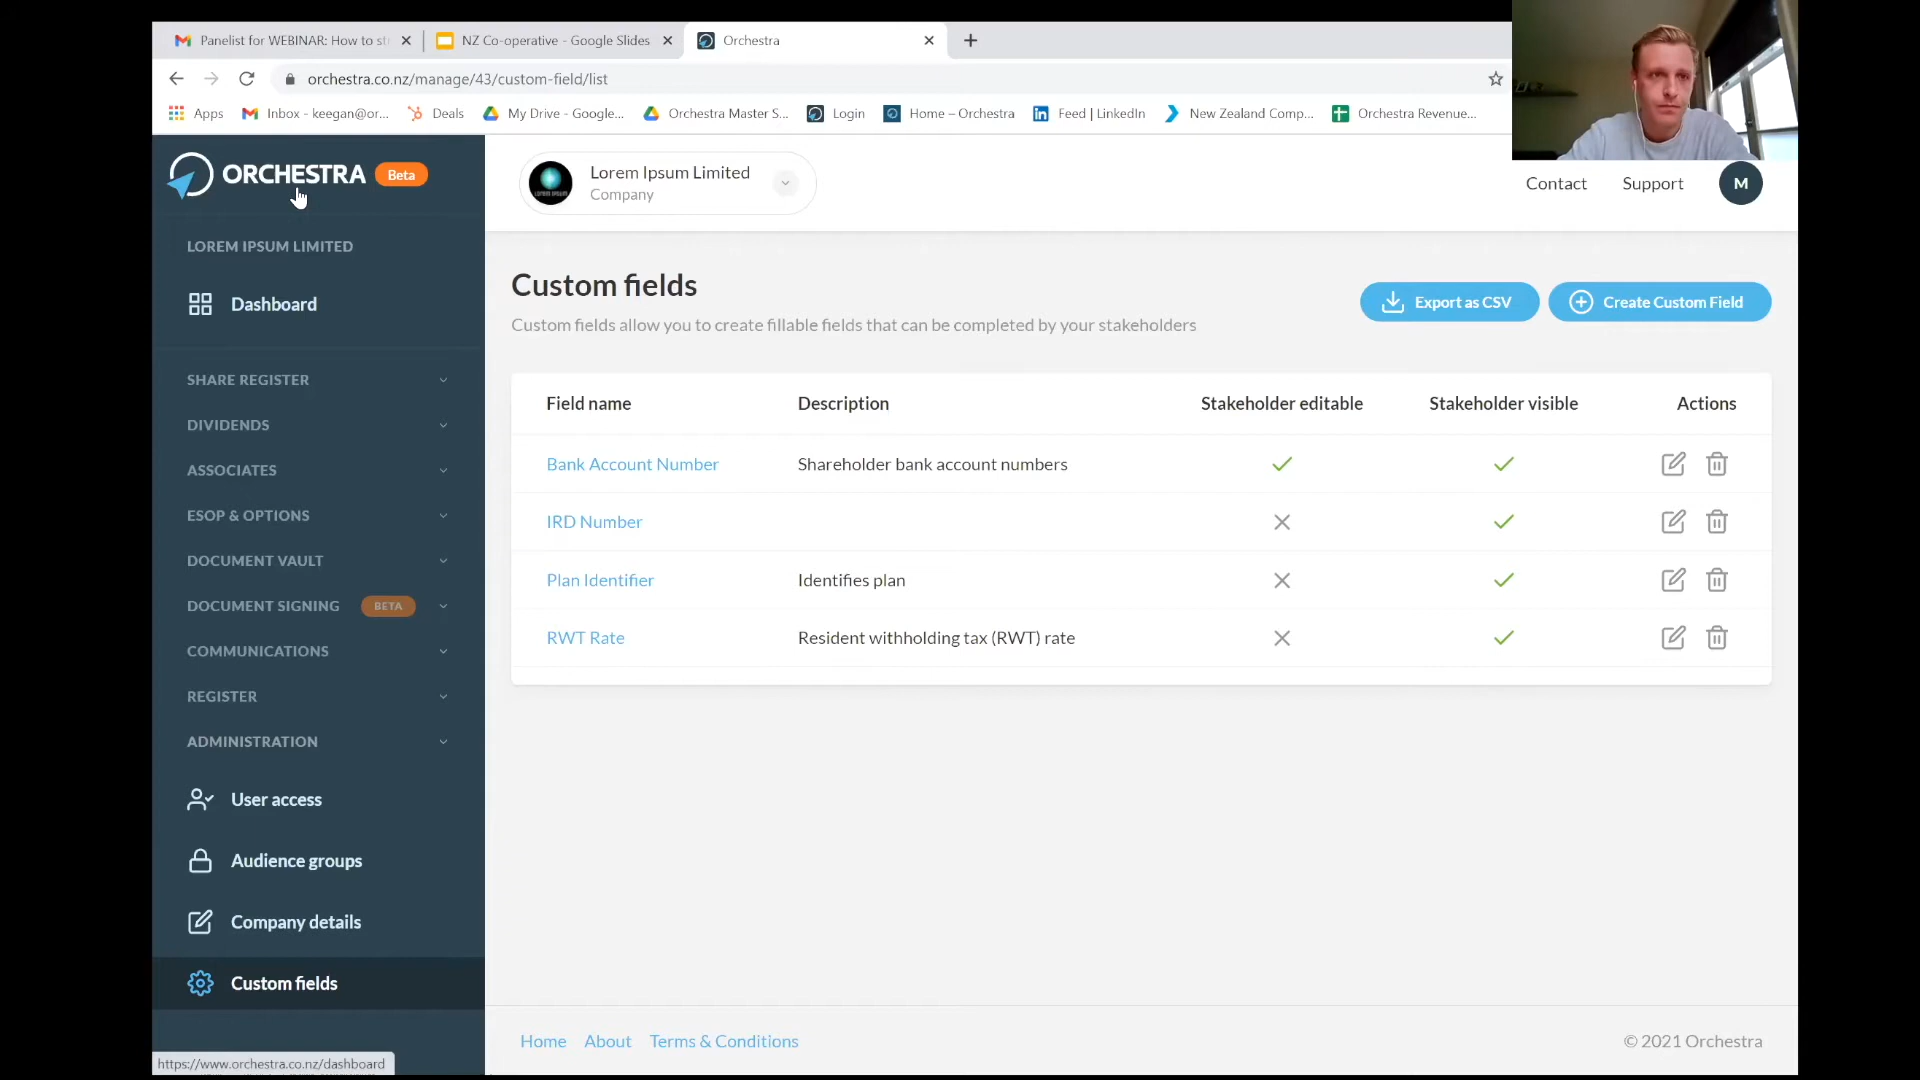 Panelist for WEBINAR: How to st
NZ Co-operative - Google Slides
Orchestra
orchestra.co.nz/manage/43/custom-field/list
Apps
Inbox - keegan@or...
Deals
My Drive - Google...
Orchestra Master S...
Login
Home – Orchestra
Feed | LinkedIn
New Zealand Comp...
Orchestra Revenue...
ORCHESTRA Beta
Lorem Ipsum Limited
Company
Contact
Support
M
LOREM IPSUM LIMITED
Dashboard
SHARE REGISTER
DIVIDENDS
ASSOCIATES
ESOP & OPTIONS
DOCUMENT VAULT
DOCUMENT SIGNING BETA
COMMUNICATIONS
REGISTER
ADMINISTRATION
User access
Audience groups
Company details
Custom fields
Custom fields
Custom fields allow you to create fillable fields that can be completed by your stakeholders
Export as CSV
Create Custom Field
Field name Description Stakeholder editable Stakeholder visible Actions
Bank Account Number Shareholder bank account numbers
IRD Number
Plan Identifier Identifies plan
RWT Rate Resident withholding tax (RWT) rate
Home About Terms & Conditions
© 2021 Orchestra
https://www.orchestra.co.nz/dashboard